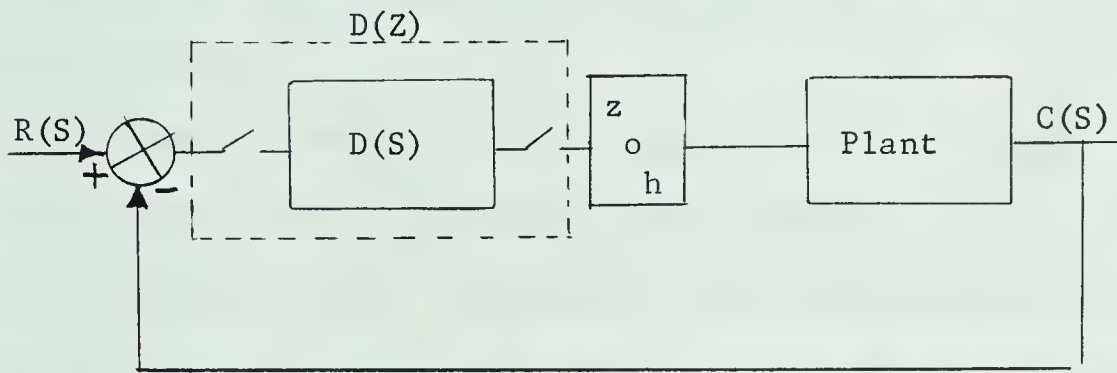 D(Z)
R(S)
+
-
D(S)
z
o
h
Plant
C(S)